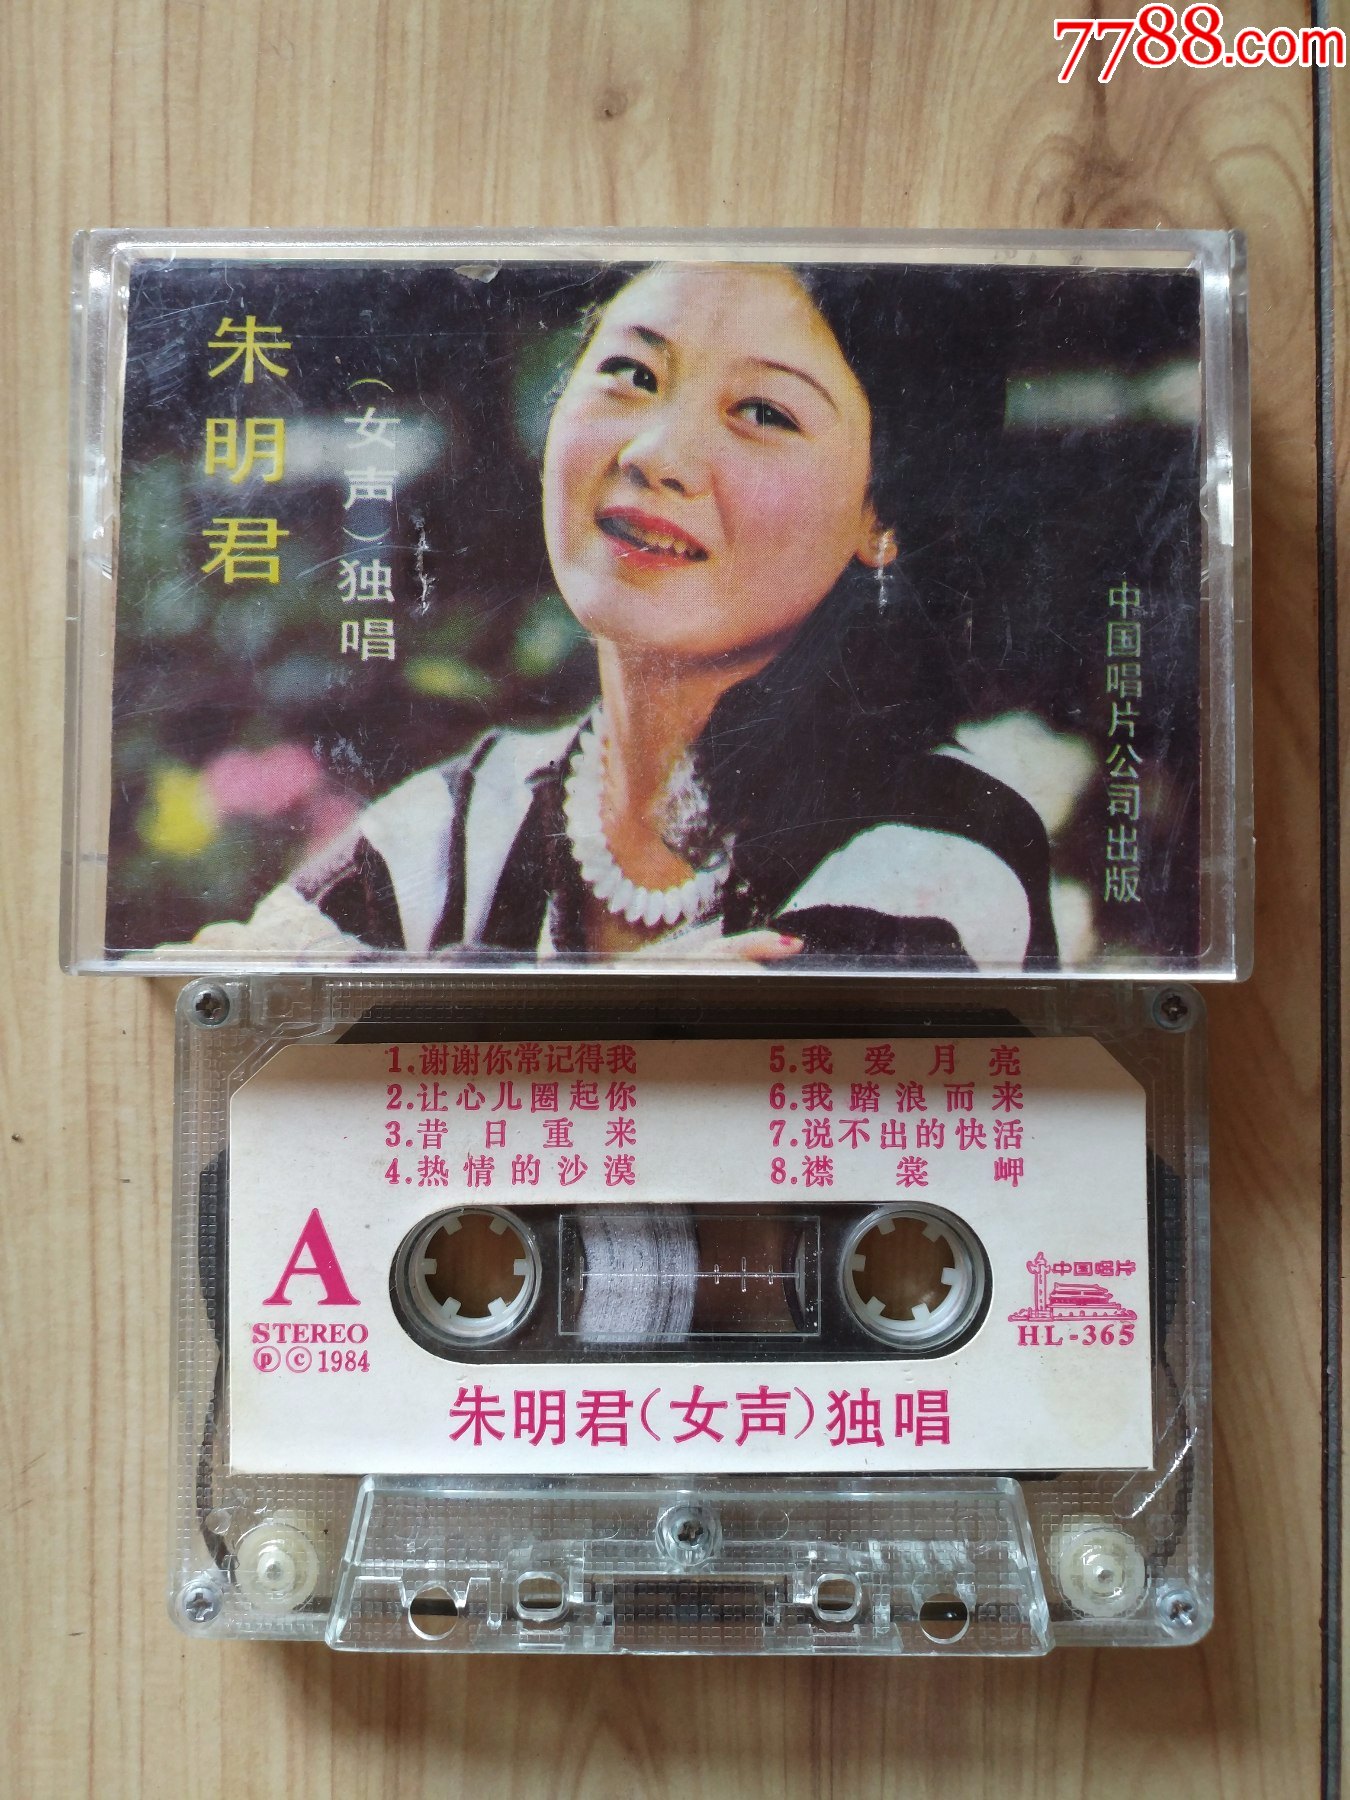 7788.com
朱明君
（女声）独唱
中国唱片公司出版
1.谢谢你常记得我
2.让心儿圈起你
3.昔日重来
4.热情的沙漠
5.我爱月亮
6.我踏浪而来
7.说不出的快活
8.襟裳岬
A
STEREO
Ⓟ Ⓒ 1984
中国唱片
HL-365
朱明君（女声）独唱